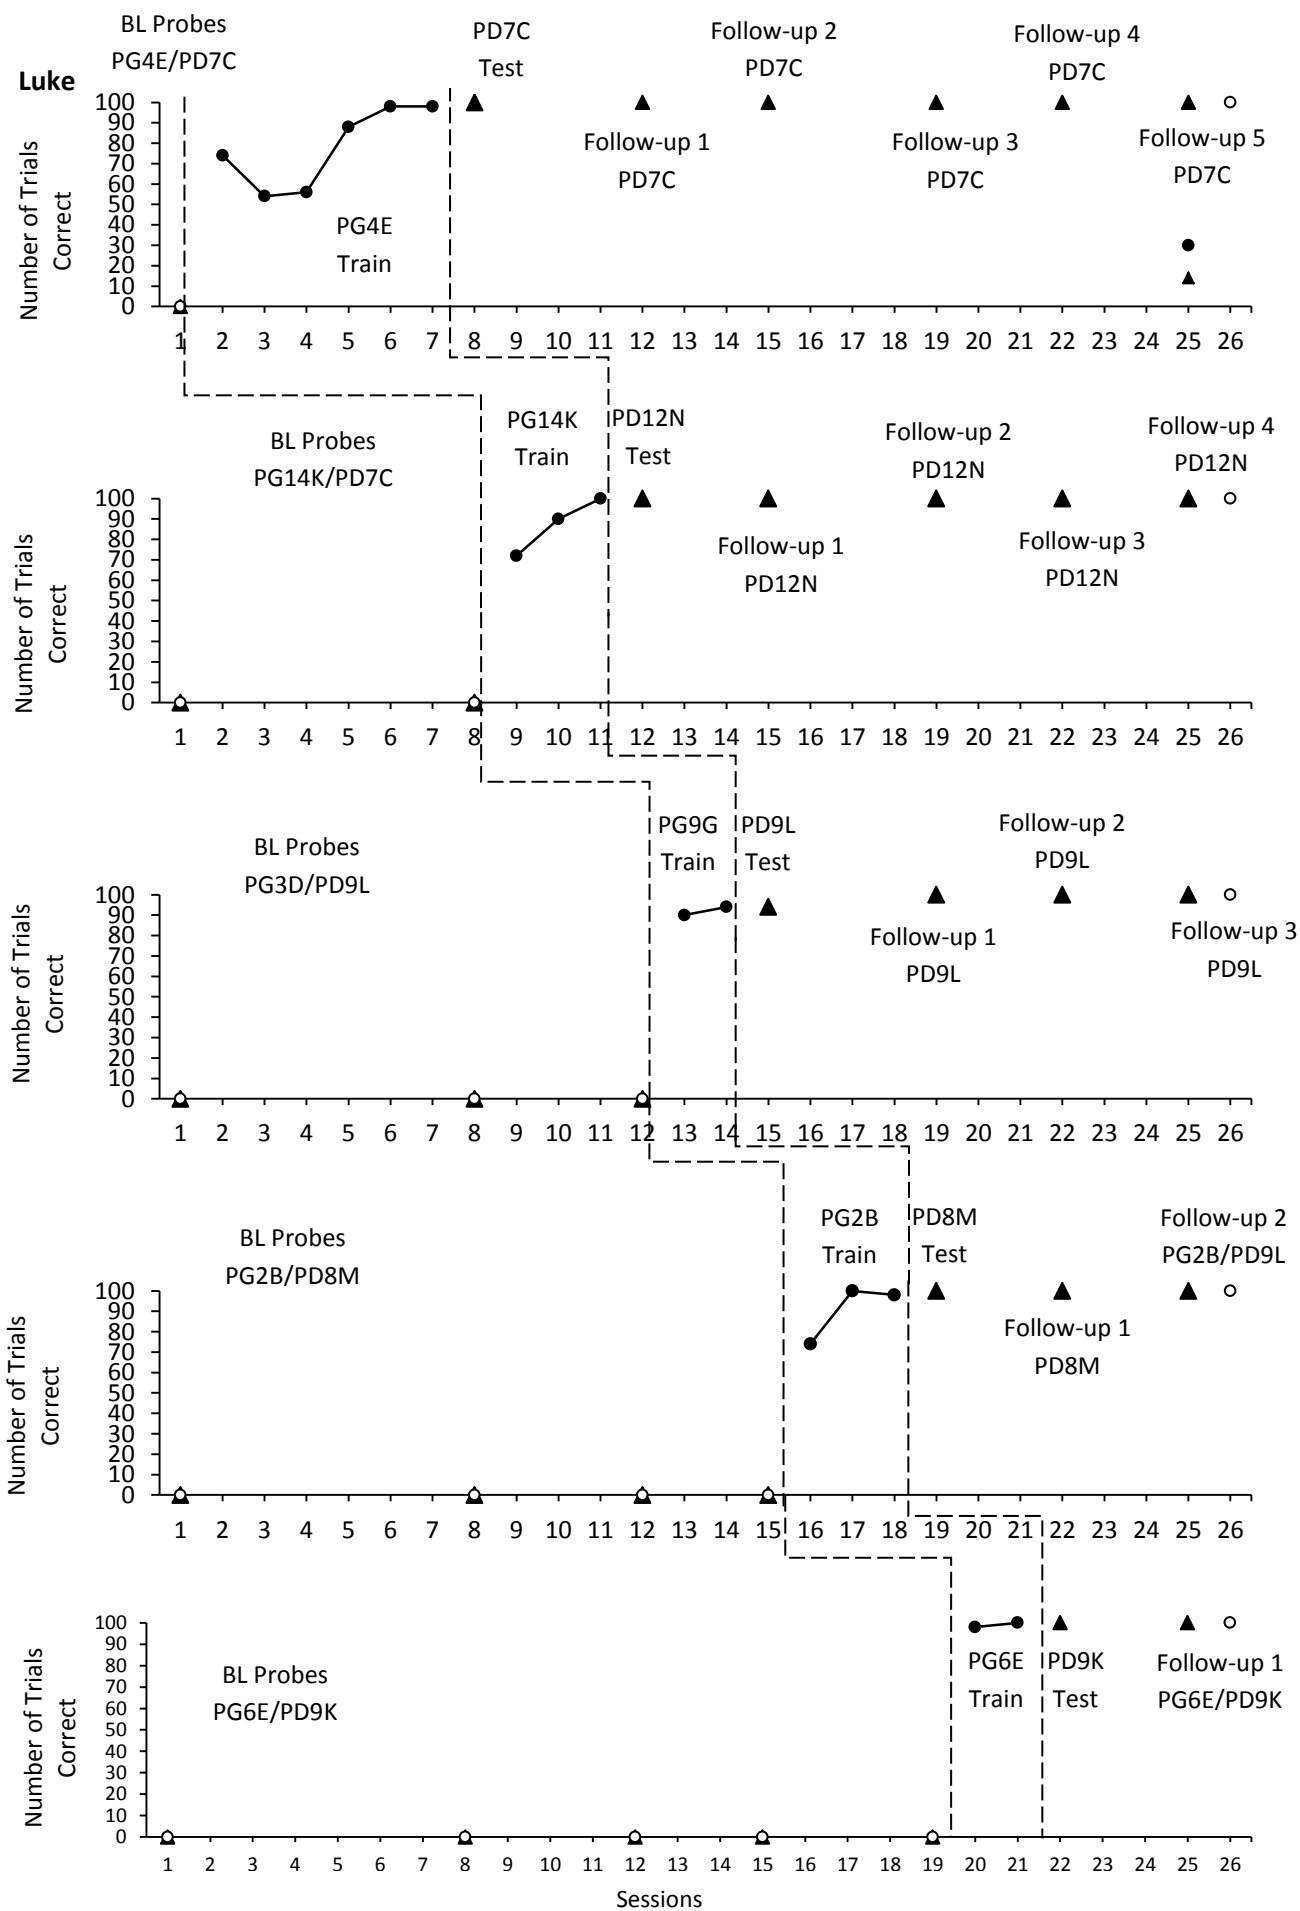 BL Probes
PG4E/PD7C
PD7C
Test
Follow-up 2
PD7C
Follow-up 4
PD7C
Luke
Number of Trials
Correct
100
90
80
70
60
50
40
30
20
10
0
Follow-up 1
PD7C
Follow-up 3
PD7C
Follow-up 5
PD7C
PG4E
Train
1 2 3 4 5 6 7 8 9 10 11 12 13 14 15 16 17 18 19 20 21 22 23 24 25 26
BL Probes
PG14K/PD7C
PG14K
Train
PD12N
Test
Follow-up 2
PD12N
Follow-up 4
PD12N
Number of Trials
Correct
100
90
80
70
60
50
40
30
20
10
0
Follow-up 1
PD12N
Follow-up 3
PD12N
1 2 3 4 5 6 7 8 9 10 11 12 13 14 15 16 17 18 19 20 21 22 23 24 25 26
BL Probes
PG3D/PD9L
PG9G
Train
PD9L
Test
Follow-up 2
PD9L
Number of Trials
Correct
100
90
80
70
60
50
40
30
20
10
0
Follow-up 1
PD9L
Follow-up 3
PD9L
1 2 3 4 5 6 7 8 9 10 11 12 13 14 15 16 17 18 19 20 21 22 23 24 25 26
BL Probes
PG2B/PD8M
PG2B
Train
PD8M
Test
Follow-up 2
PG2B/PD9L
Number of Trials
Correct
100
90
80
70
60
50
40
30
20
10
0
Follow-up 1
PD8M
1 2 3 4 5 6 7 8 9 10 11 12 13 14 15 16 17 18 19 20 21 22 23 24 25 26
Number of Trials
Correct
100
90
80
70
60
50
40
30
20
10
0
BL Probes
PG6E/PD9K
PG6E
Train
PD9K
Test
Follow-up 1
PG6E/PD9K
1 2 3 4 5 6 7 8 9 10 11 12 13 14 15 16 17 18 19 20 21 22 23 24 25 26
Sessions